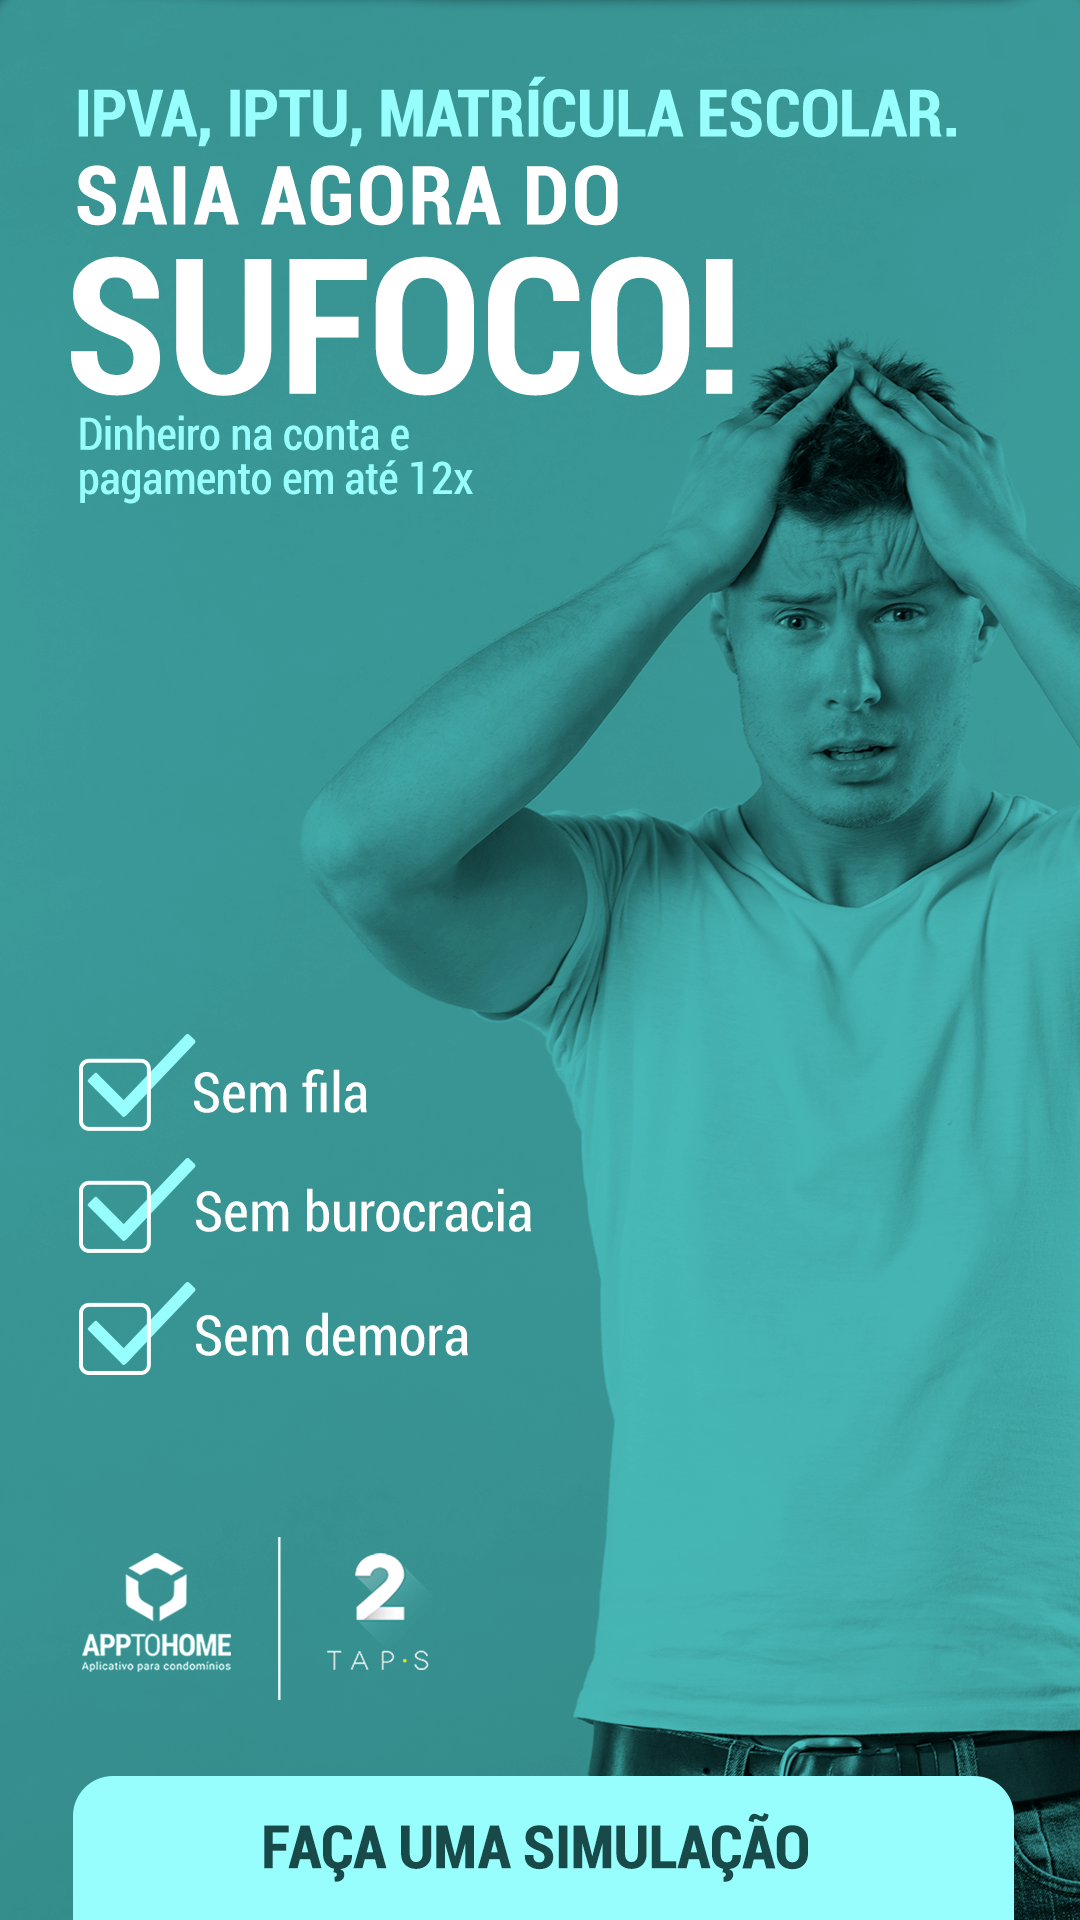 IPVA, IPTU, MATRÍCULA ESCOLAR.
SAIA AGORA DO
SUFOCO!
Dinheiro na conta e
pagamento em até 12x
Sem fila
Sem burocracia
Sem demora
APPTOHOME
Aplicativo para condomínios
2
TAP·S
FAÇA UMA SIMULAÇÃO